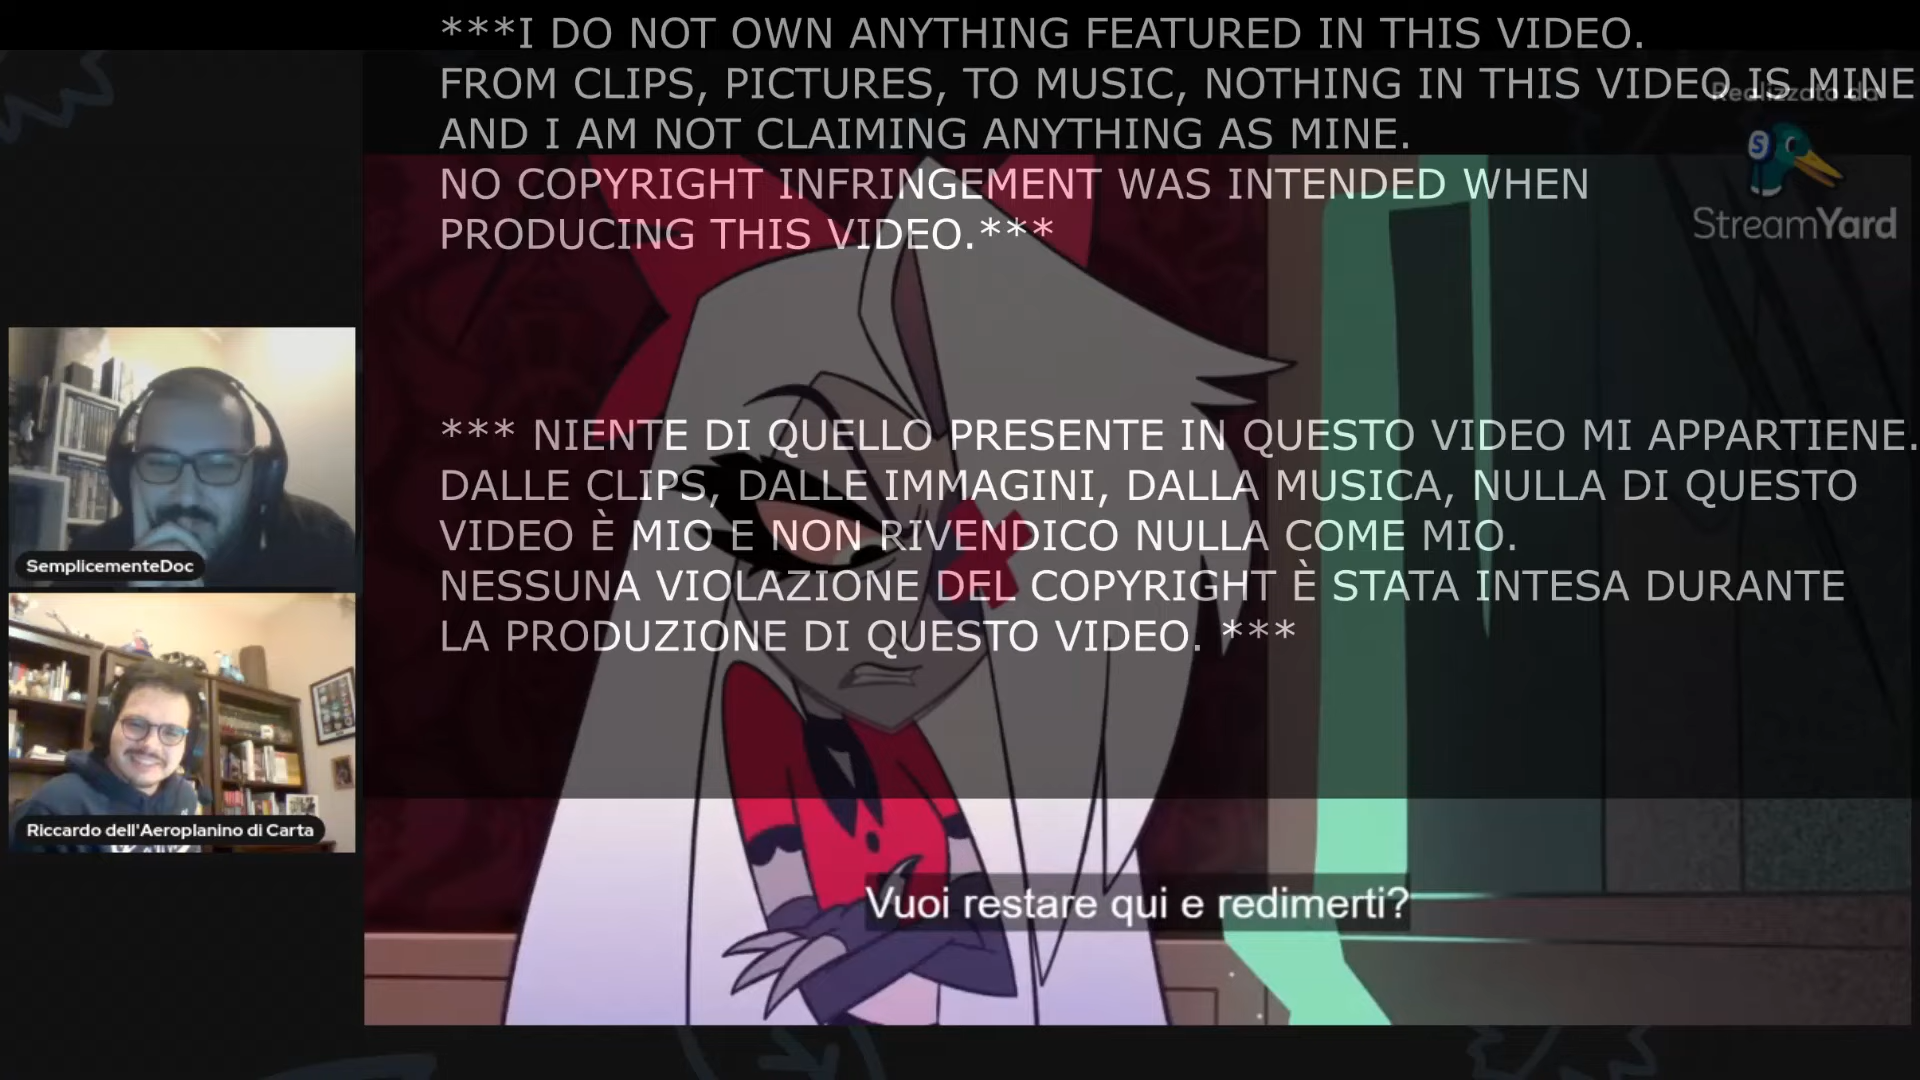 ***I DO NOT OWN ANYTHING FEATURED IN THIS VIDEO.
FROM CLIPS, PICTURES, TO MUSIC, NOTHING IN THIS VIDEO IS MINE
AND I AM NOT CLAIMING ANYTHING AS MINE.
NO COPYRIGHT INFRINGEMENT WAS INTENDED WHEN
PRODUCING THIS VIDEO.***
Realizzato da
S
StreamYard
*** NIENTE DI QUELLO PRESENTE IN QUESTO VIDEO MI APPARTIENE.
DALLE CLIPS, DALLE IMMAGINI, DALLA MUSICA, NULLA DI QUESTO
VIDEO È MIO E NON RIVENDICO NULLA COME MIO.
NESSUNA VIOLAZIONE DEL COPYRIGHT È STATA INTESA DURANTE
LA PRODUZIONE DI QUESTO VIDEO. ***
SemplicementeDoc
Riccardo dell'Aeroplanino di Carta
Vuoi restare qui e redimerti?